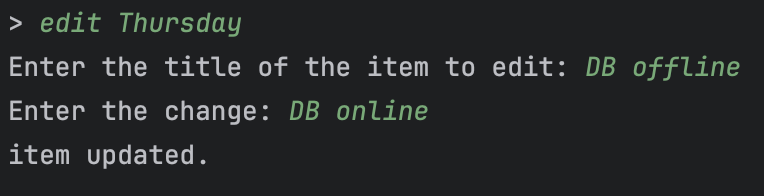 > edit Thursday
Enter the title of the item to edit: DB offline
Enter the change: DB online
item updated.